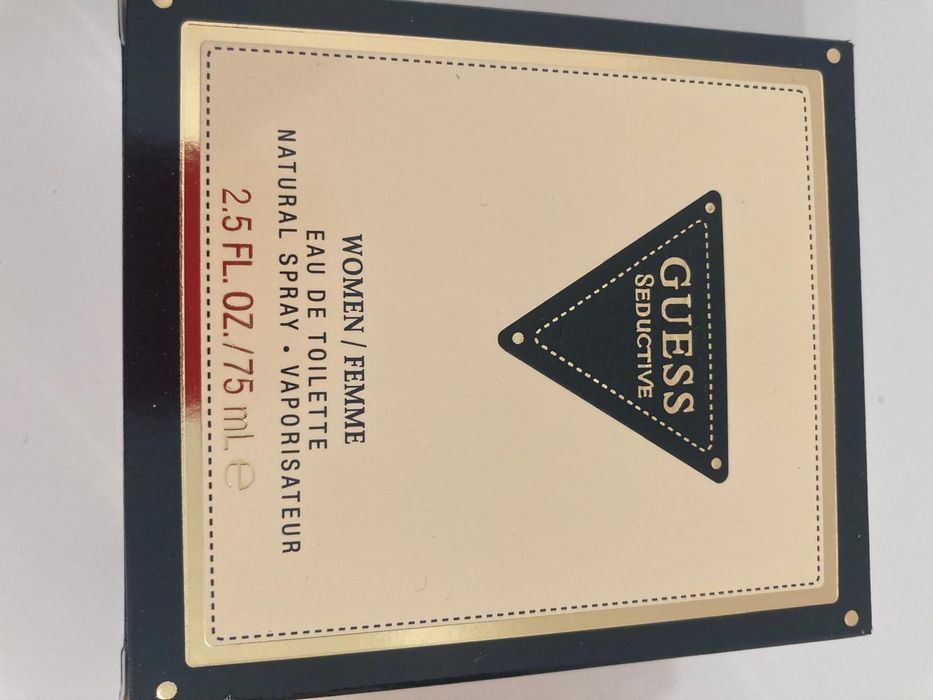 GUESS
SEDUCTIVE
WOMEN / FEMME
EAU DE TOILETTE
NATURAL SPRAY • VAPORISATEUR
2.5 FL. OZ./75 mL ℮